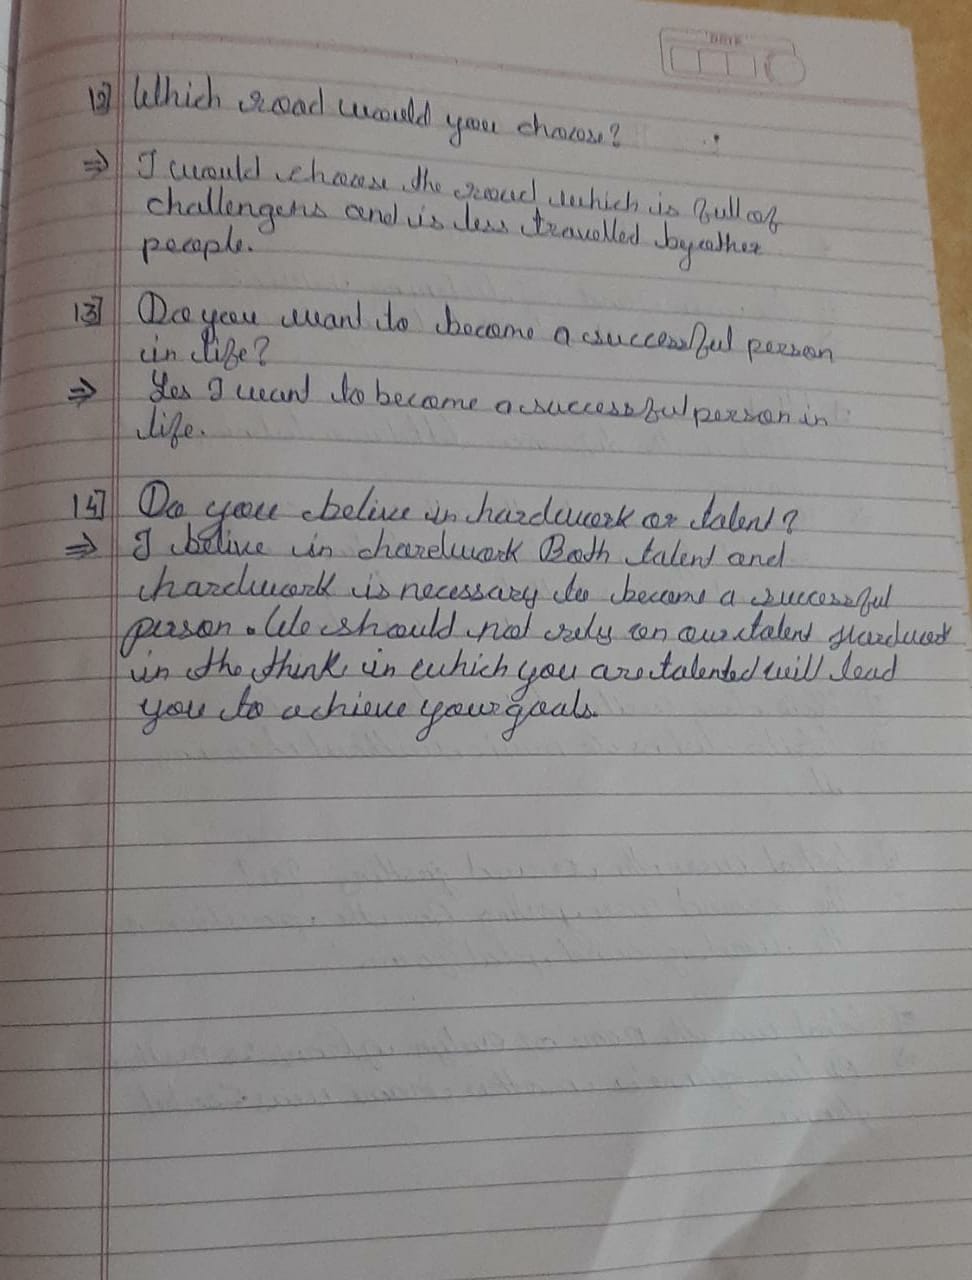 DATE
12] Which road would you choose?
⇒ I would choose the road which is full of
challengens and is less travelled by other
people.
13] Do you want to become a successful person
in life?
⇒ Yes I want to become a successful person in
life.
14] Do you belive in hardwork or talent?
⇒ I belive in hardwork Both talent and
hardwork is necessary to become a successful
person. We should not rely on our talent Hardwork
in the think in which you are talented will lead
you to achieve your goals.